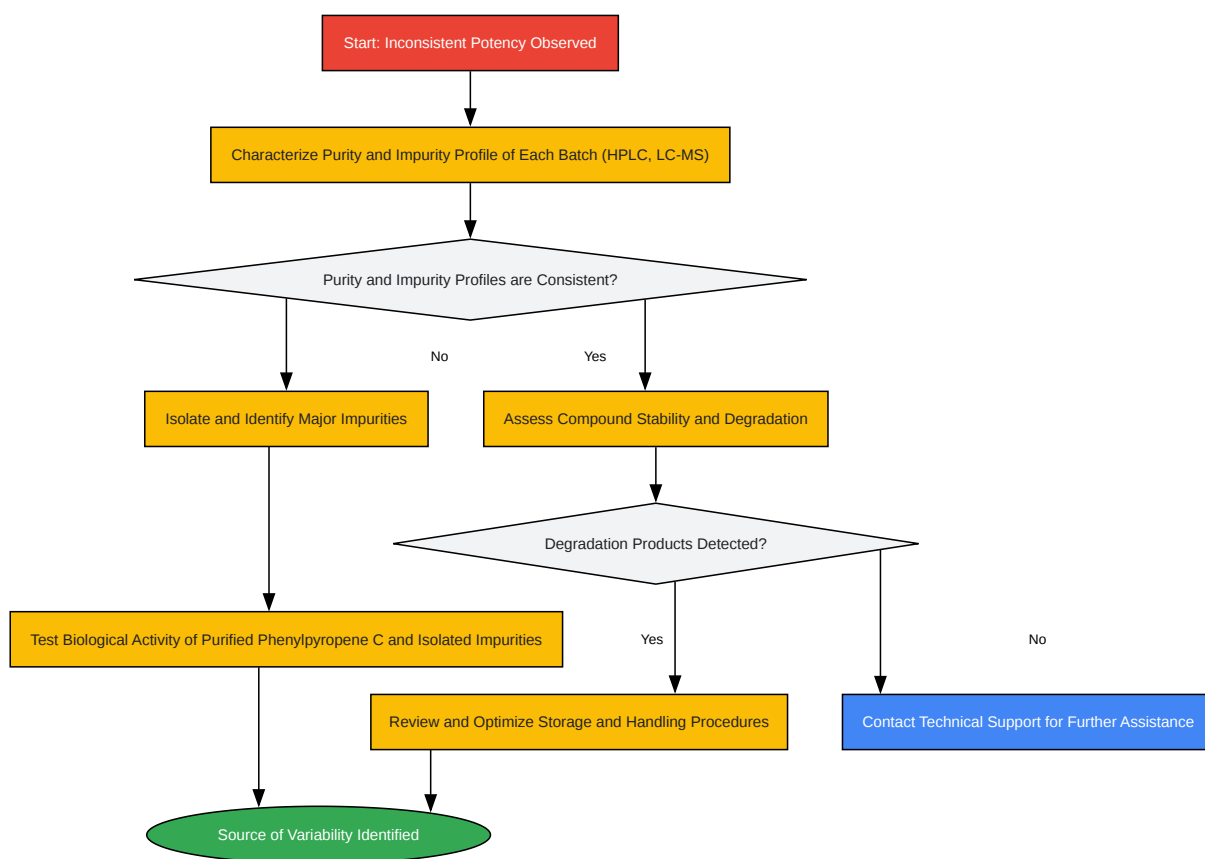 Start: Inconsistent Potency Observed
Characterize Purity and Impurity Profile of Each Batch (HPLC, LC-MS)
Purity and Impurity Profiles are Consistent?
No
Yes
Isolate and Identify Major Impurities
Assess Compound Stability and Degradation
Degradation Products Detected?
Test Biological Activity of Purified Phenylpyropene C and Isolated Impurities
Yes
No
Review and Optimize Storage and Handling Procedures
Contact Technical Support for Further Assistance
Source of Variability Identified